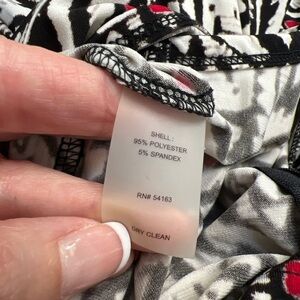 SHELL :
95% POLYESTER
5% SPANDEX
RN# 54163
DRY CLEAN